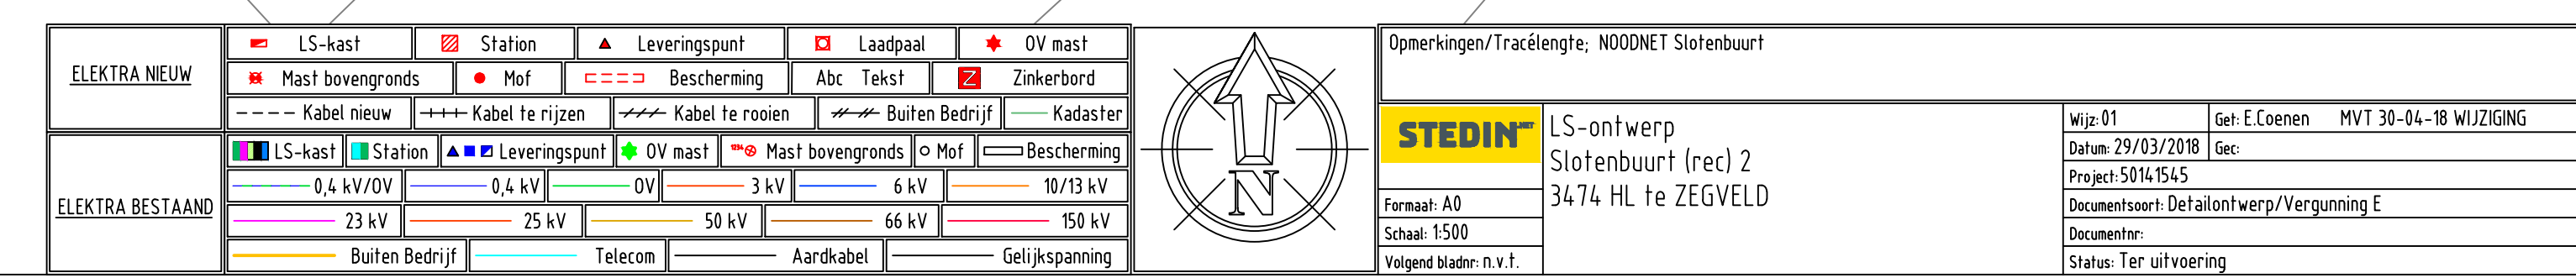 ELEKTRA NIEUW
LS-kast Station Leveringspunt Laadpaal OV mast
Mast bovengronds Mof Bescherming Abc Tekst Z Zinkerbord
Kabel nieuw Kabel te rijzen Kabel te rooien Buiten Bedrijf Kadaster
ELEKTRA BESTAAND
LS-kast Station Leveringspunt OV mast 1234 Mast bovengronds Mof Bescherming
0,4 kV/OV 0,4 kV OV 3 kV 6 kV 10/13 kV
23 kV 25 kV 50 kV 66 kV 150 kV
Buiten Bedrijf Telecom Aardkabel Gelijkspanning
N
Opmerkingen/Tracélengte; NOODNET Slotenbuurt
STEDIN.NET
Formaat: A0
Schaal: 1:500
Volgend bladnr: n.v.t.
LS-ontwerp
Slotenbuurt (rec) 2
3474 HL te ZEGVELD
Wijz: 01 Get: E.Coenen MVT 30-04-18 WIJZIGING
Datum: 29/03/2018 Gec:
Project: 50141545
Documentsoort: Detailontwerp/Vergunning E
Documentnr:
Status: Ter uitvoering